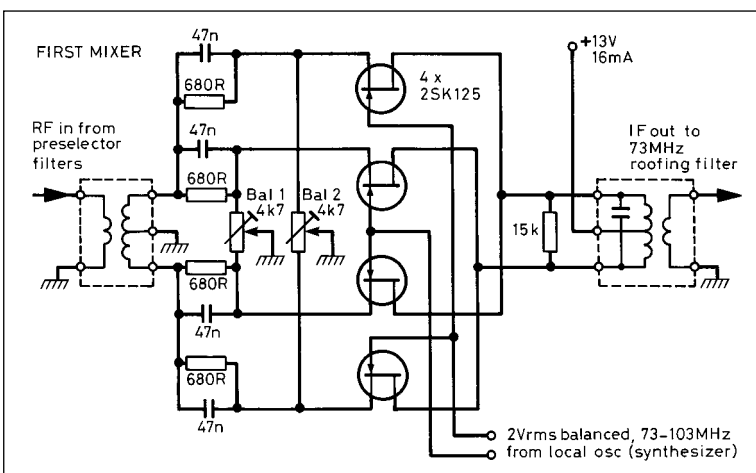 FIRST MIXER
47n
680R
4 x
2SK125
+13V
16mA
RF in from
preselector
filters
47n
680R
Bal 1
4k7
Bal 2
4k7
IF out to
73MHz
roofing filter
15k
680R
47n
680R
47n
2Vrms balanced, 73-103MHz
from local osc (synthesizer)